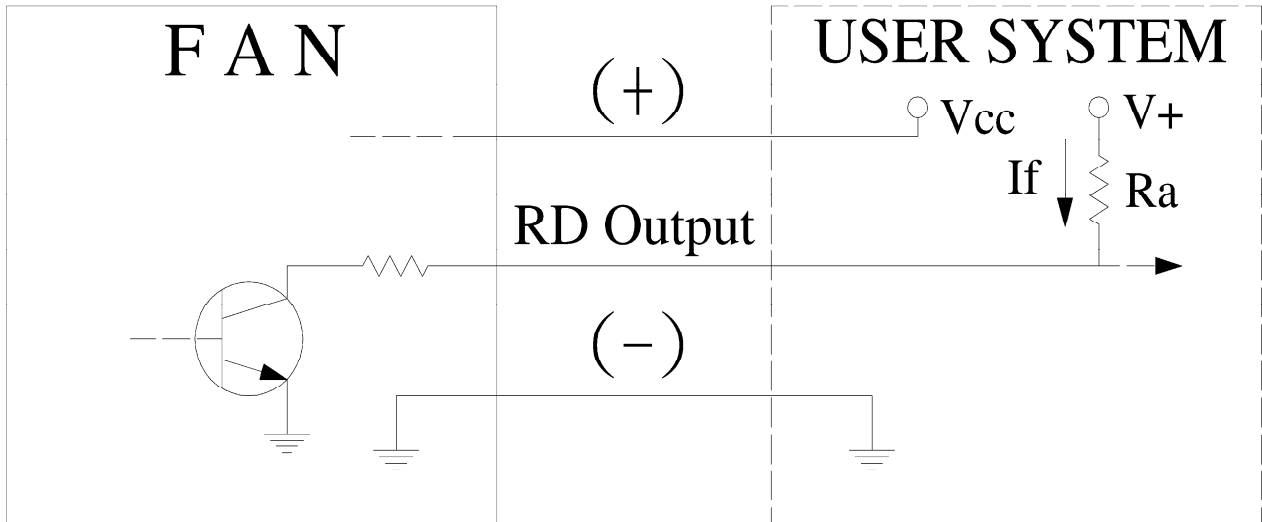 F A N
USER SYSTEM
(+)
Vcc
V+
If
Ra
RD Output
(-)